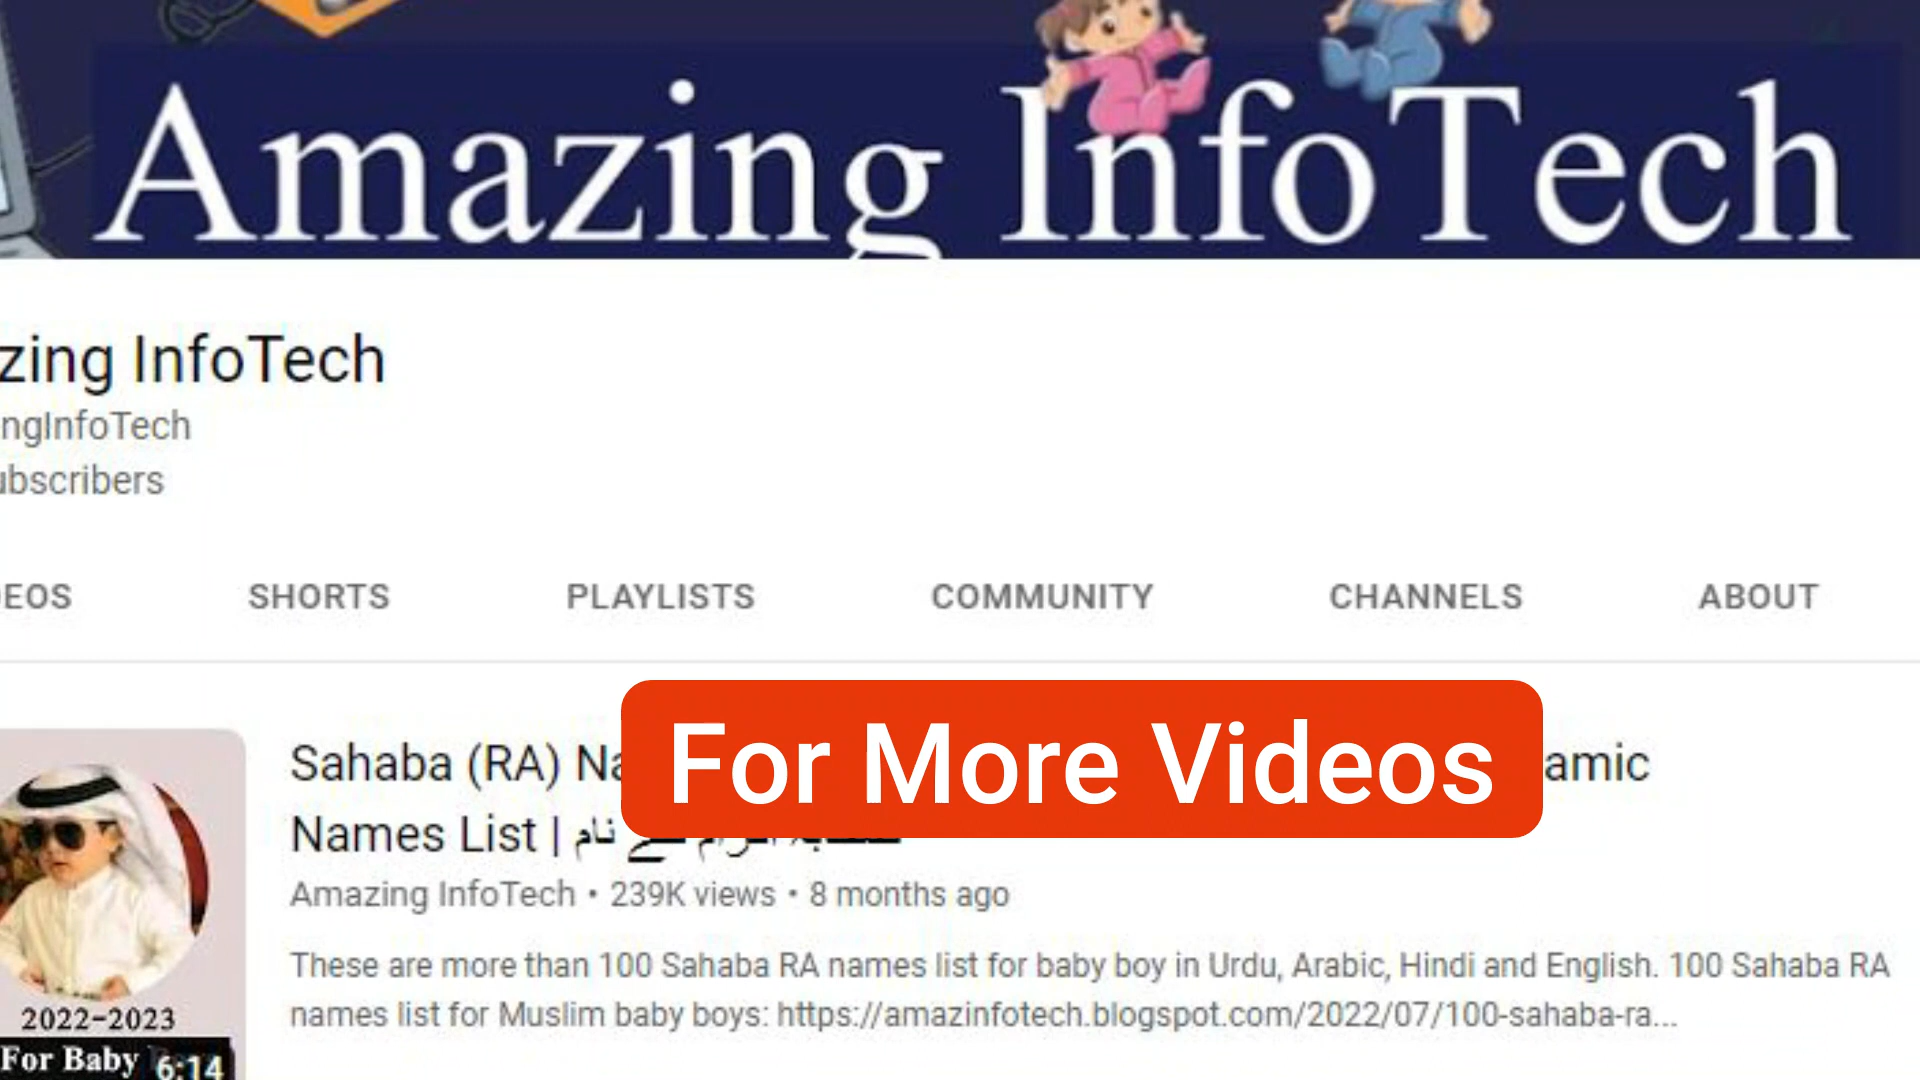 Amazing InfoTech
zing InfoTech
ngInfoTech
ubscribers
EOS SHORTS PLAYLISTS COMMUNITY CHANNELS ABOUT
For More Videos
Sahaba (RA) Na amic
Names List | نام
Amazing InfoTech • 239K views • 8 months ago
These are more than 100 Sahaba RA names list for baby boy in Urdu, Arabic, Hindi and English. 100 Sahaba RA
names list for Muslim baby boys: https://amazinfotech.blogspot.com/2022/07/100-sahaba-ra...
2022-2023
For Baby
6:14